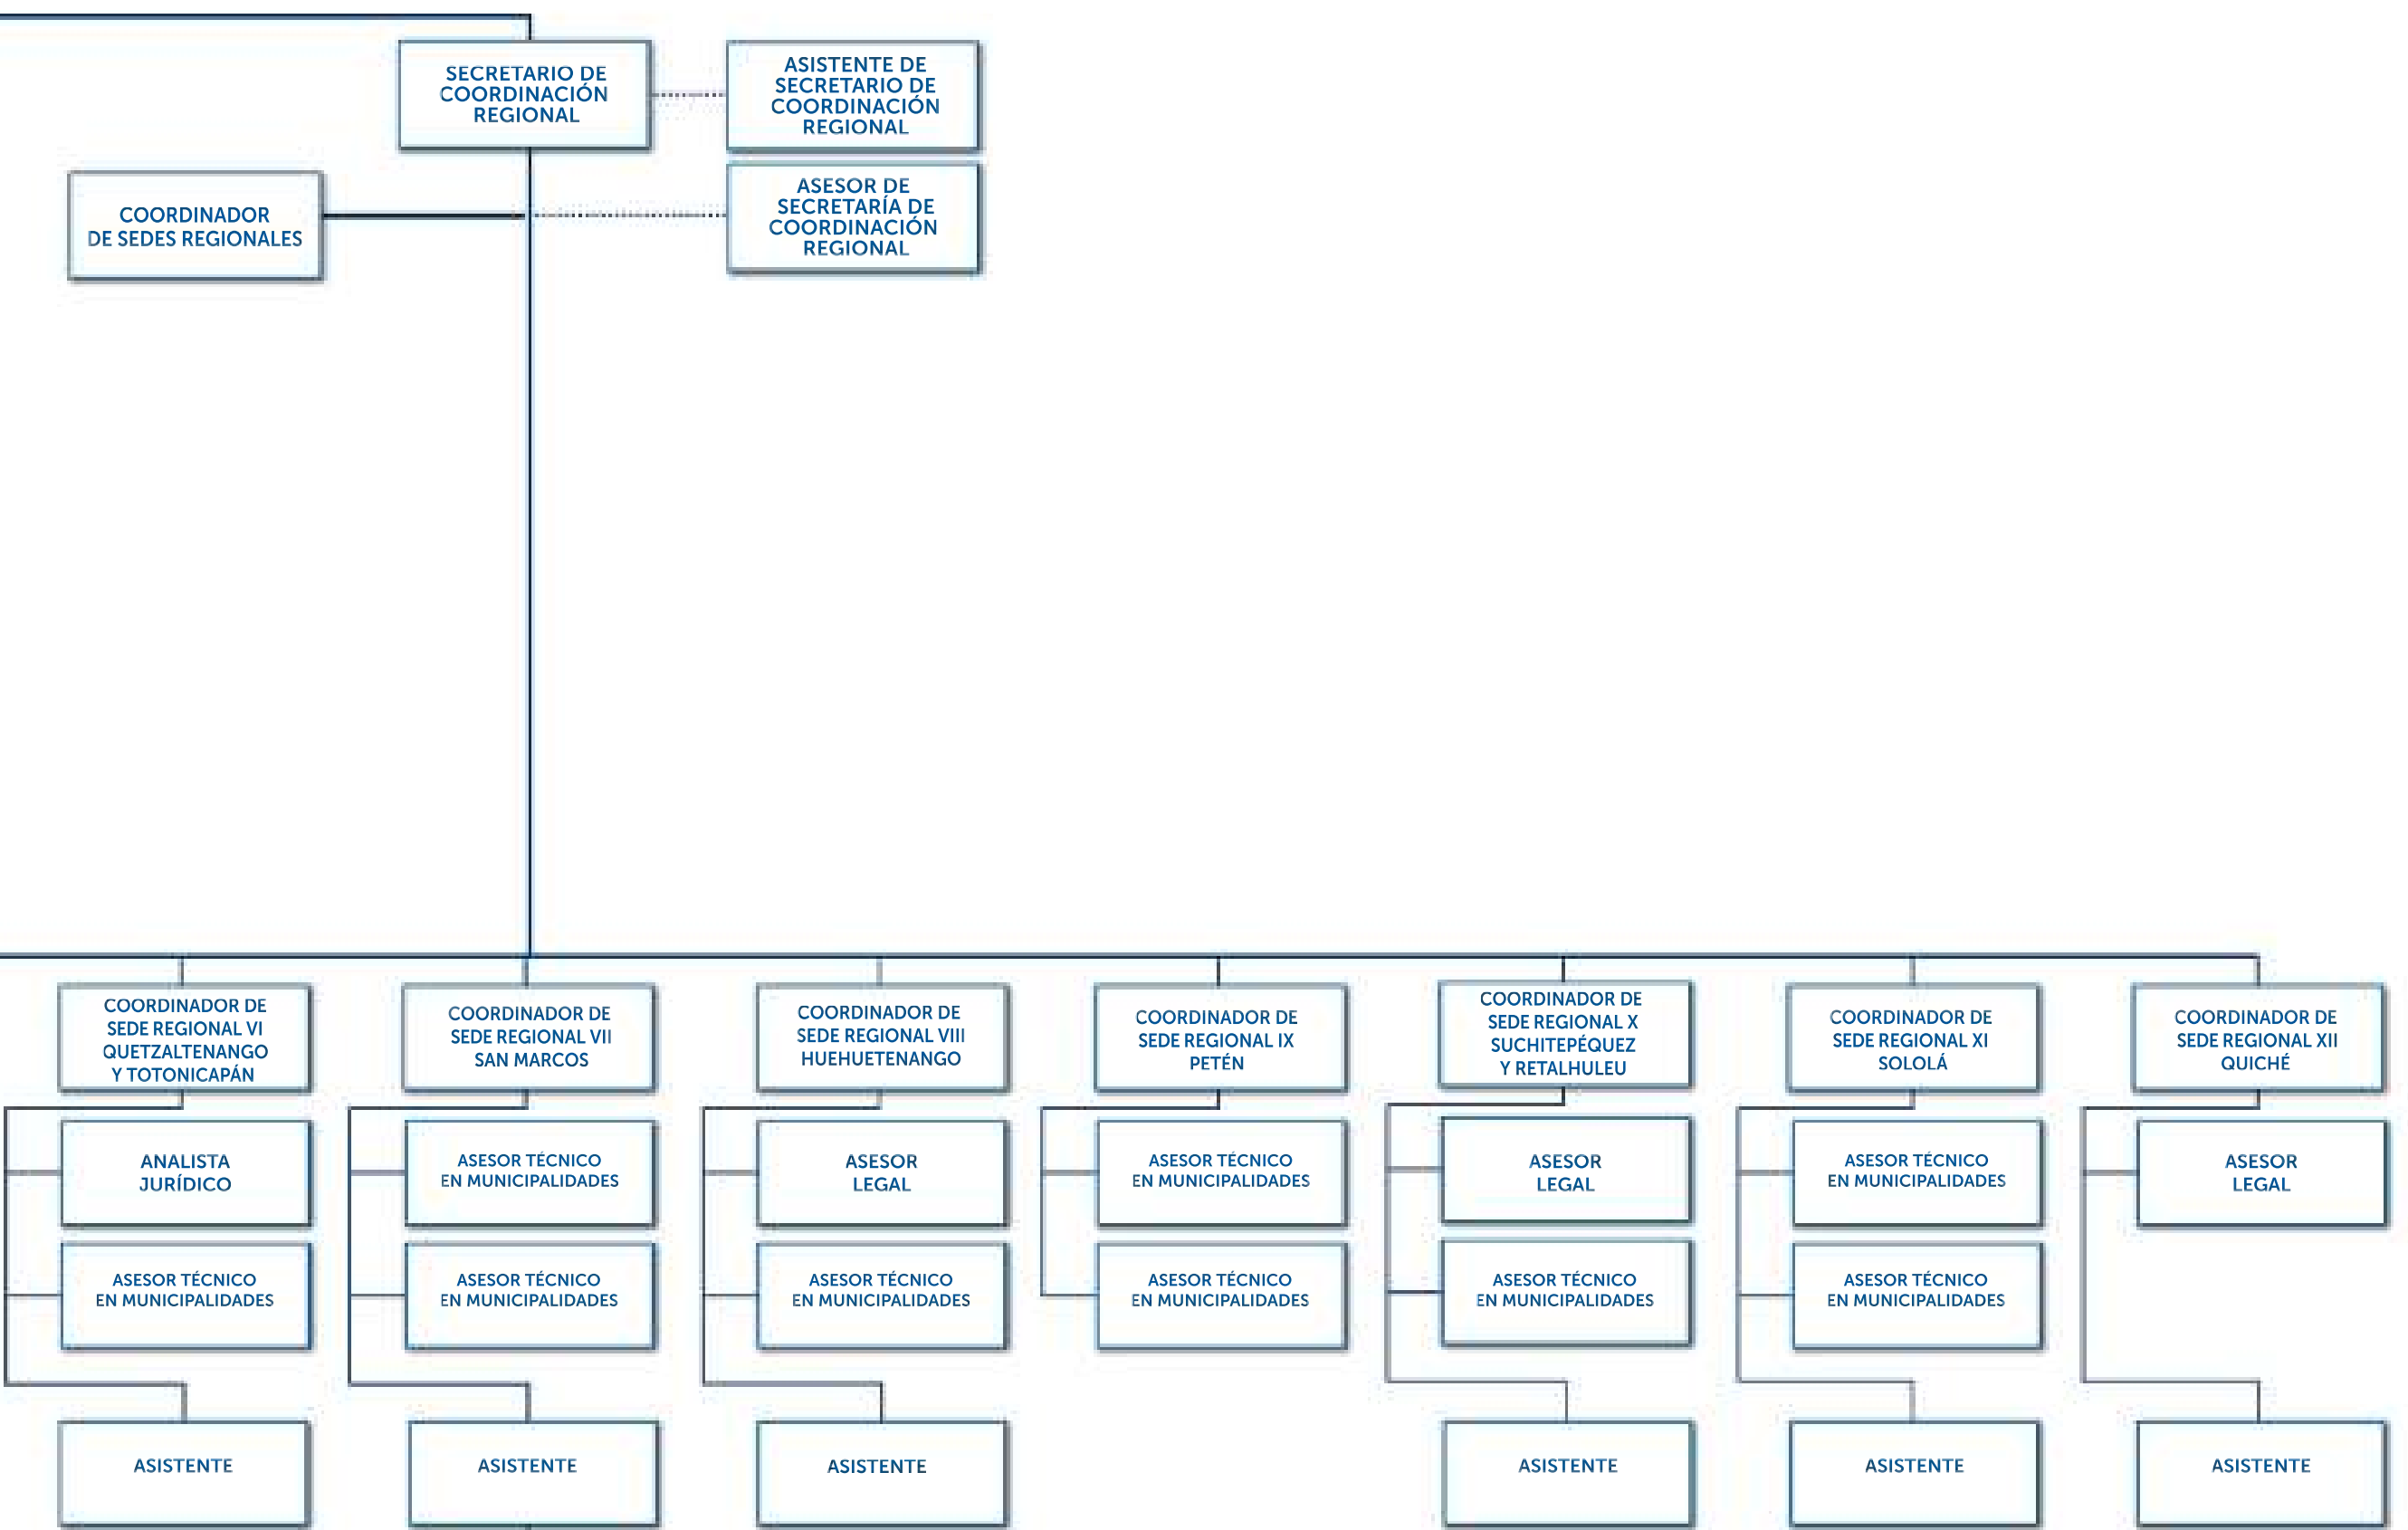 SECRETARIO DE
COORDINACIÓN
REGIONAL
ASISTENTE DE
SECRETARIO DE
COORDINACIÓN
REGIONAL
COORDINADOR
DE SEDES REGIONALES
ASESOR DE
SECRETARÍA DE
COORDINACIÓN
REGIONAL
COORDINADOR DE
SEDE REGIONAL VI
QUETZALTENANGO
Y TOTONICAPÁN
ANALISTA
JURÍDICO
ASESOR TÉCNICO
EN MUNICIPALIDADES
ASISTENTE
COORDINADOR DE
SEDE REGIONAL VII
SAN MARCOS
ASESOR TÉCNICO
EN MUNICIPALIDADES
ASESOR TÉCNICO
EN MUNICIPALIDADES
ASISTENTE
COORDINADOR DE
SEDE REGIONAL VIII
HUEHUETENANGO
ASESOR
LEGAL
ASESOR TÉCNICO
EN MUNICIPALIDADES
ASISTENTE
COORDINADOR DE
SEDE REGIONAL IX
PETÉN
ASESOR TÉCNICO
EN MUNICIPALIDADES
ASESOR TÉCNICO
EN MUNICIPALIDADES
COORDINADOR DE
SEDE REGIONAL X
SUCHITEPÉQUEZ
Y RETALHULEU
ASESOR
LEGAL
ASESOR TÉCNICO
EN MUNICIPALIDADES
ASISTENTE
COORDINADOR DE
SEDE REGIONAL XI
SOLOLÁ
ASESOR TÉCNICO
EN MUNICIPALIDADES
ASESOR TÉCNICO
EN MUNICIPALIDADES
ASISTENTE
COORDINADOR DE
SEDE REGIONAL XII
QUICHÉ
ASESOR
LEGAL
ASISTENTE